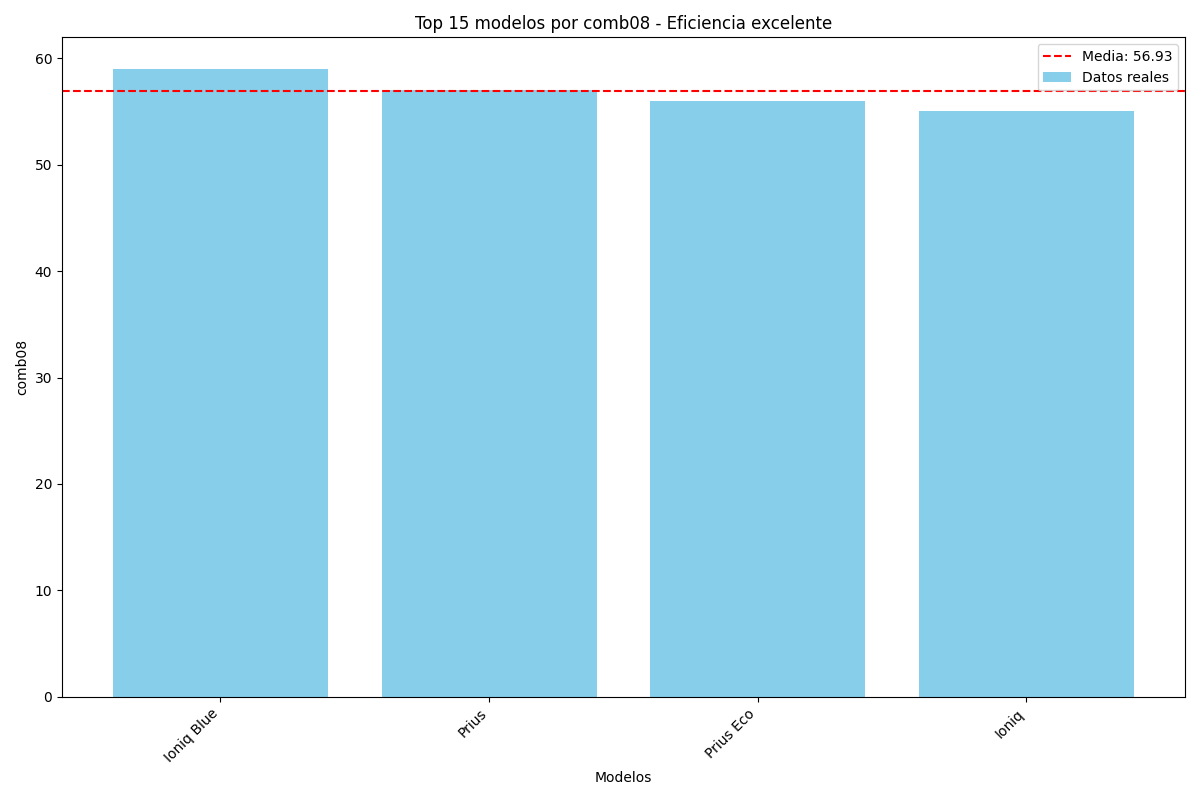 Top 15 modelos por comb08 - Eficiencia excelente
Media: 56.93
Datos reales
comb08
60
50
40
30
20
10
0
Ioniq Blue
Prius
Prius Eco
Ioniq
Modelos